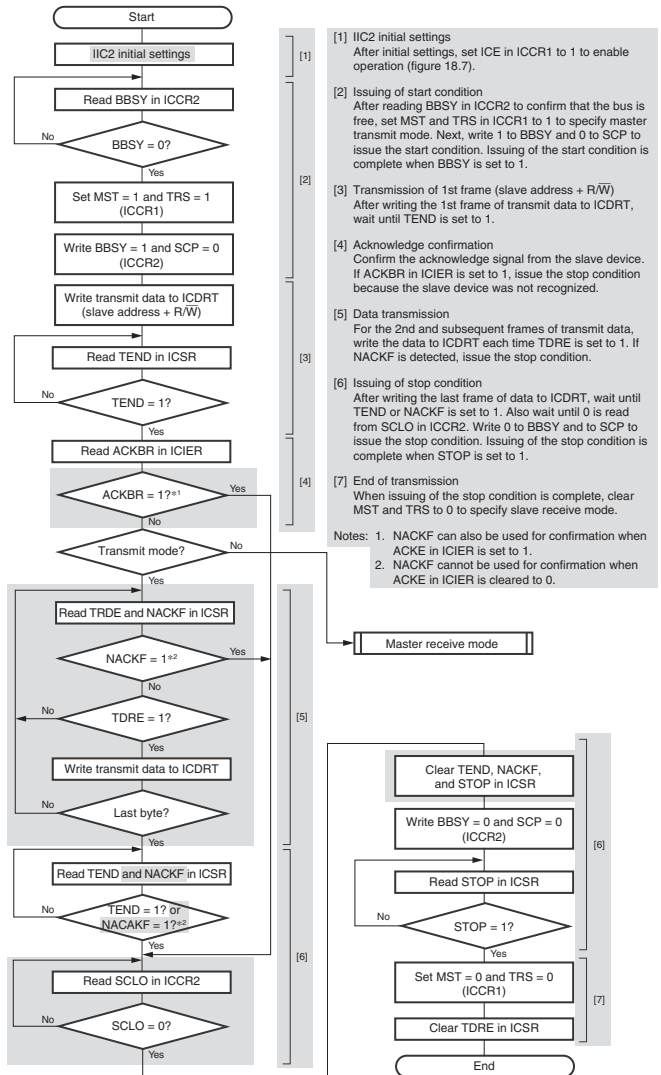 Start
IIC2 initial settings
[1]
Read BBSY in ICCR2
No
BBSY = 0?
Yes
Set MST = 1 and TRS = 1
(ICCR1)
[2]
Write BBSY = 1 and SCP = 0
(ICCR2)
Write transmit data to ICDRT
(slave address + R/W̅)
Read TEND in ICSR
[3]
No
TEND = 1?
Yes
Read ACKBR in ICIER
[4]
ACKBR = 1?*1
Yes
No
Transmit mode?
No
Yes
Read TRDE and NACKF in ICSR
NACKF = 1*2
Yes
No
No
TDRE = 1?
[5]
Yes
Write transmit data to ICDRT
No
Last byte?
Yes
Read TEND and NACKF in ICSR
No
TEND = 1? or
NACAKF = 1?*2
Yes
[6]
Read SCLO in ICCR2
No
SCLO = 0?
Yes
[1] IIC2 initial settings
After initial settings, set ICE in ICCR1 to 1 to enable
operation (figure 18.7).
[2] Issuing of start condition
After reading BBSY in ICCR2 to confirm that the bus is
free, set MST and TRS in ICCR1 to 1 to specify master
transmit mode. Next, write 1 to BBSY and 0 to SCP to
issue the start condition. Issuing of the start condition is
complete when BBSY is set to 1.
[3] Transmission of 1st frame (slave address + R/W̅)
After writing the 1st frame of transmit data to ICDRT,
wait until TEND is set to 1.
[4] Acknowledge confirmation
Confirm the acknowledge signal from the slave device.
If ACKBR in ICIER is set to 1, issue the stop condition
because the slave device was not recognized.
[5] Data transmission
For the 2nd and subsequent frames of transmit data,
write the data to ICDRT each time TDRE is set to 1. If
NACKF is detected, issue the stop condition.
[6] Issuing of stop condition
After writing the last frame of data to ICDRT, wait until
TEND or NACKF is set to 1. Also wait until 0 is read
from SCLO in ICCR2. Write 0 to BBSY and to SCP to
issue the stop condition. Issuing of the stop condition is
complete when STOP is set to 1.
[7] End of transmission
When issuing of the stop condition is complete, clear
MST and TRS to 0 to specify slave receive mode.
Notes: 1. NACKF can also be used for confirmation when
ACKE in ICIER is set to 1.
2. NACKF cannot be used for confirmation when
ACKE in ICIER is cleared to 0.
Master receive mode
Clear TEND, NACKF,
and STOP in ICSR
Write BBSY = 0 and SCP = 0
(ICCR2)
[6]
Read STOP in ICSR
No
STOP = 1?
Yes
Set MST = 0 and TRS = 0
(ICCR1)
[7]
Clear TDRE in ICSR
End